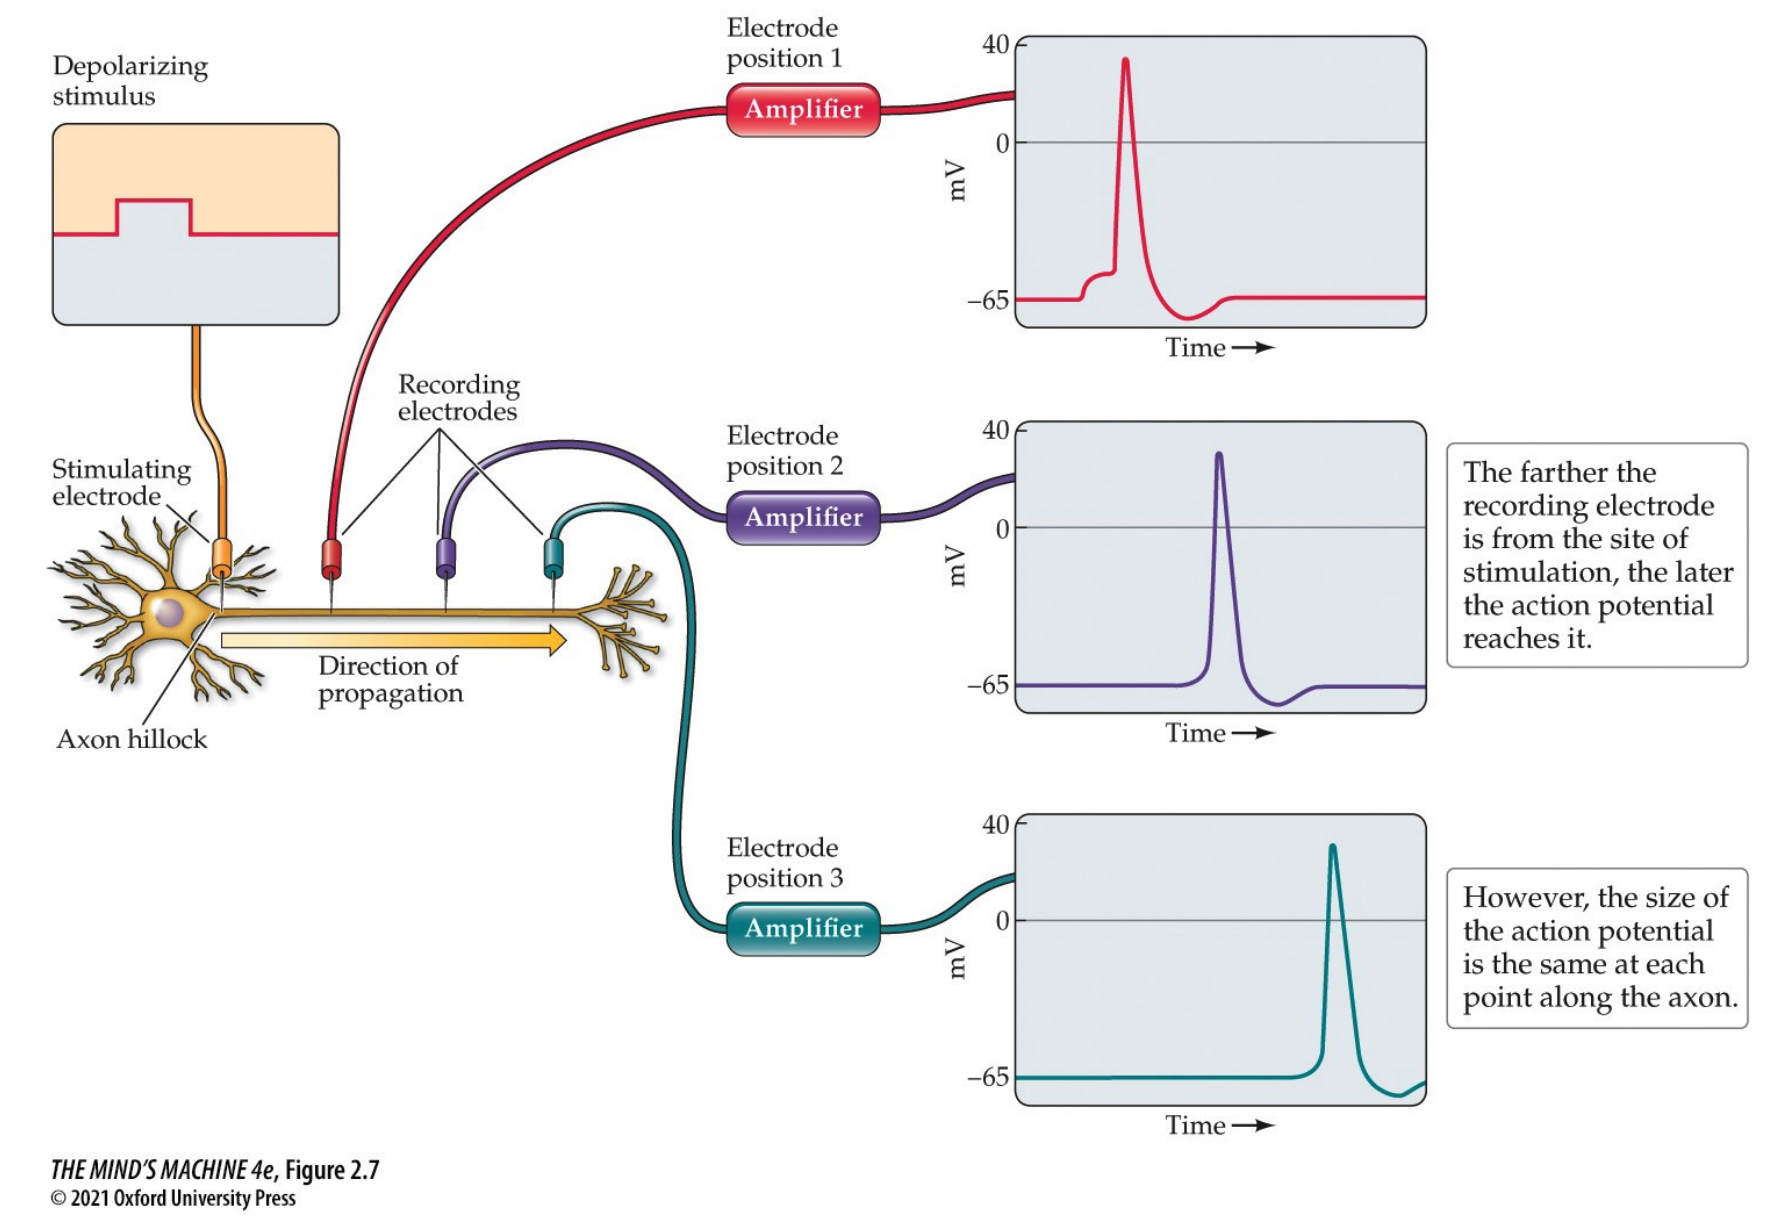 Depolarizing
stimulus
Stimulating
electrode
Axon hillock
Recording
electrodes
Direction of
propagation
Electrode
position 1
Amplifier
40
0
−65
mV
Time
Electrode
position 2
Amplifier
40
0
−65
mV
Time
The farther the
recording electrode
is from the site of
stimulation, the later
the action potential
reaches it.
Electrode
position 3
Amplifier
40
0
−65
mV
Time
However, the size of
the action potential
is the same at each
point along the axon.
THE MIND'S MACHINE 4e, Figure 2.7
© 2021 Oxford University Press